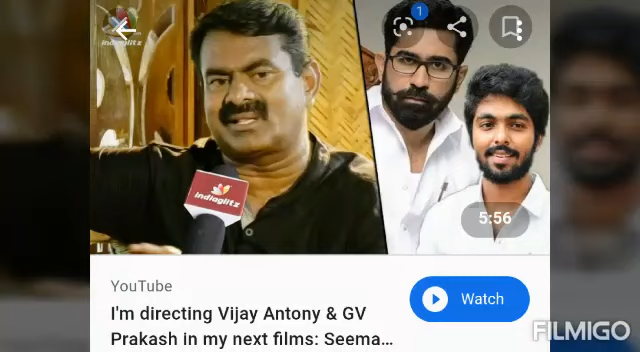 indiaglitz
1
indiaglitz
5:56
YouTube
I'm directing Vijay Antony & GV
Prakash in my next films: Seema...
Watch
FILMIGO